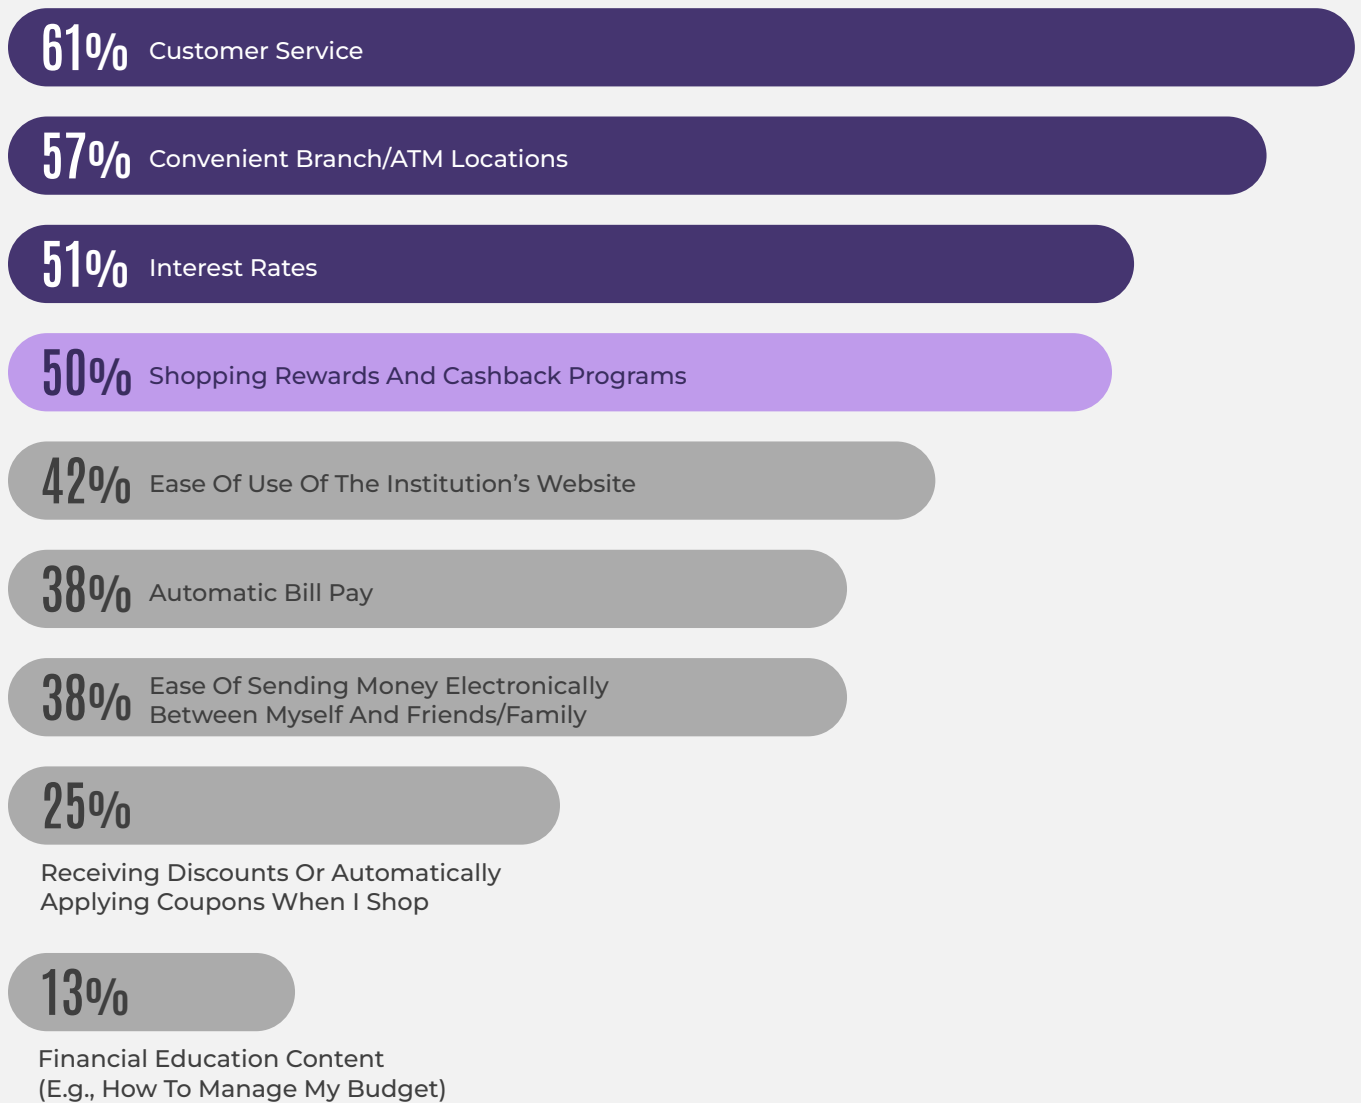 61% Customer Service
57% Convenient Branch/ATM Locations
51% Interest Rates
50% Shopping Rewards And Cashback Programs
42% Ease Of Use Of The Institution’s Website
38% Automatic Bill Pay
38% Ease Of Sending Money Electronically
Between Myself And Friends/Family
25%
Receiving Discounts Or Automatically
Applying Coupons When I Shop
13%
Financial Education Content
(E.g., How To Manage My Budget)